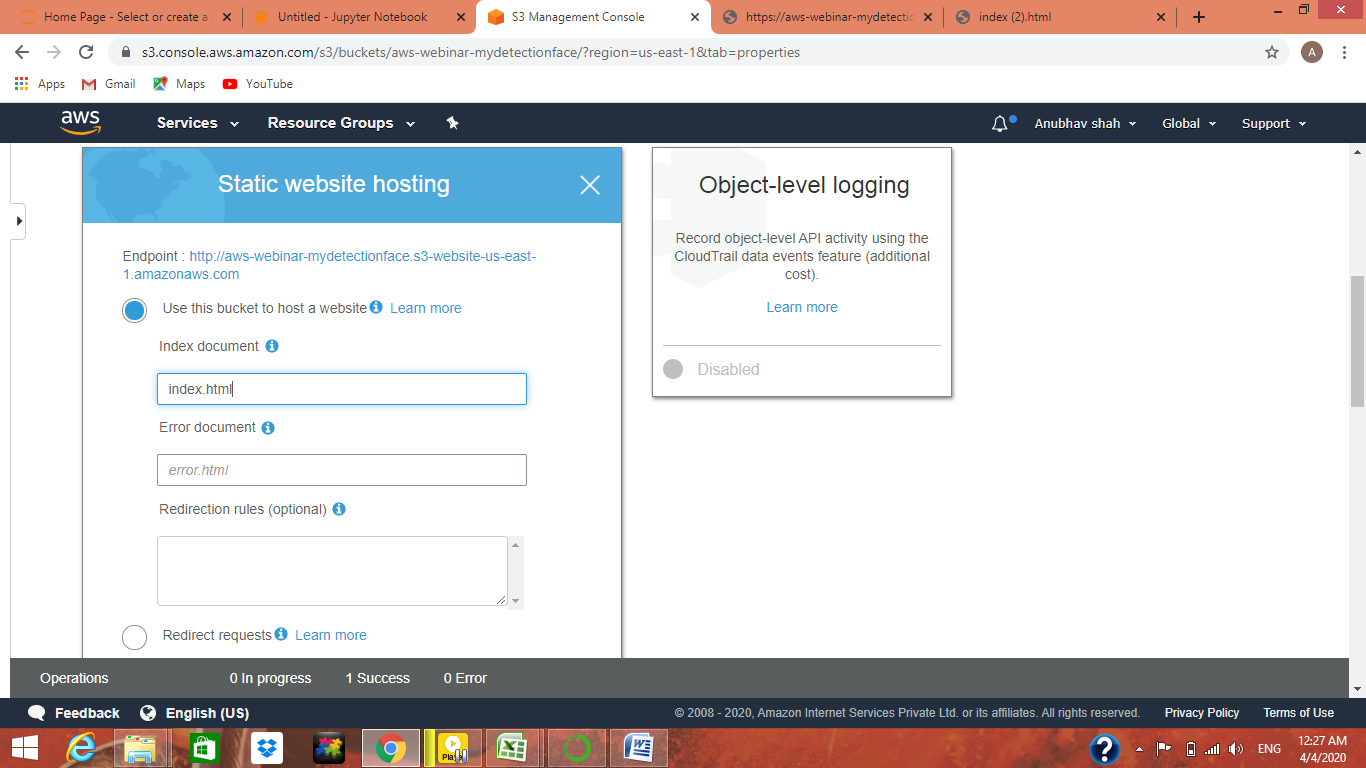 Home Page - Select or create a
Untitled - Jupyter Notebook
S3 Management Console
https://aws-webinar-mydetectio
index (2).html
s3.console.aws.amazon.com/s3/buckets/aws-webinar-mydetectionface/?region=us-east-1&tab=properties
A
Apps
Gmail
Maps
YouTube
aws
Services
Resource Groups
Anubhav shah
Global
Support
Static website hosting
Endpoint : http://aws-webinar-mydetectionface.s3-website-us-east-
1.amazonaws.com
Use this bucket to host a website Learn more
Index document
index.html
Error document
error.html
Redirection rules (optional)
Redirect requests Learn more
Object-level logging
Record object-level API activity using the
CloudTrail data events feature (additional
cost).
Learn more
Disabled
Operations
0 In progress
1 Success
0 Error
Feedback
English (US)
© 2008 - 2020, Amazon Internet Services Private Ltd. or its affiliates. All rights reserved.
Privacy Policy
Terms of Use
ENG
12:27 AM
4/4/2020